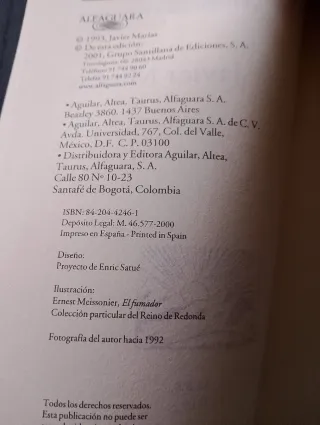 ALFAGUARA
© 1993, Javier Marías
© De esta edición:
2001, Grupo Santillana de Ediciones, S. A.
28043 Madrid
Teléfono 91 744 90 60
Telefax 91 744 92 24
www.alfaguara.com
• Aguilar, Altea, Taurus, Alfaguara S. A.
Beazley 3860. 1437 Buenos Aires
• Aguilar, Altea, Taurus, Alfaguara S. A. de C. V.
Avda. Universidad, 767, Col. del Valle,
México, D.F. C. P. 03100
• Distribuidora y Editora Aguilar, Altea,
Taurus, Alfaguara, S. A.
Calle 80 Nº 10-23
Santafé de Bogotá, Colombia
ISBN: 84-204-4246-1
Depósito Legal: M. 46.577-2000
Impreso en España - Printed in Spain
Diseño:
Proyecto de Enric Satué
Ilustración:
Ernest Meissonier, El fumador
Colección particular del Reino de Redonda
Fotografía del autor hacia 1992
Todos los derechos reservados.
Esta publicación no puede ser